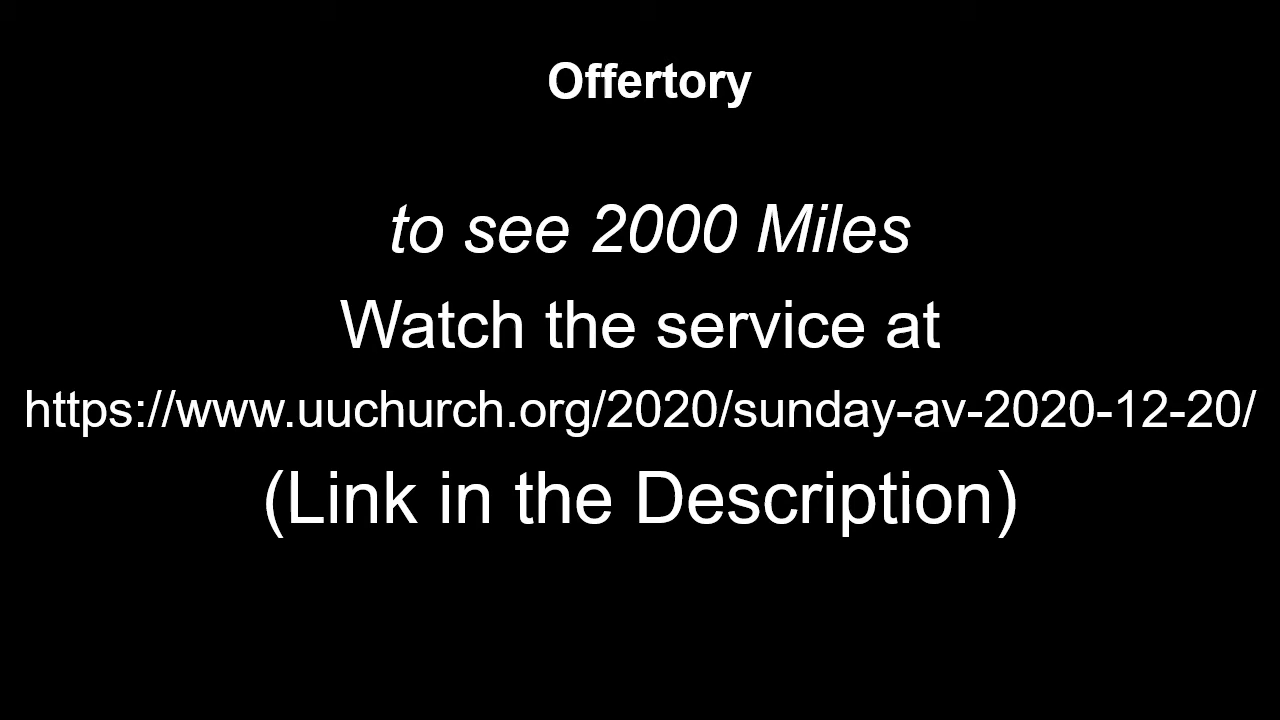 Offertory
to see 2000 Miles
Watch the service at
https://www.uuchurch.org/2020/sunday-av-2020-12-20/
(Link in the Description)